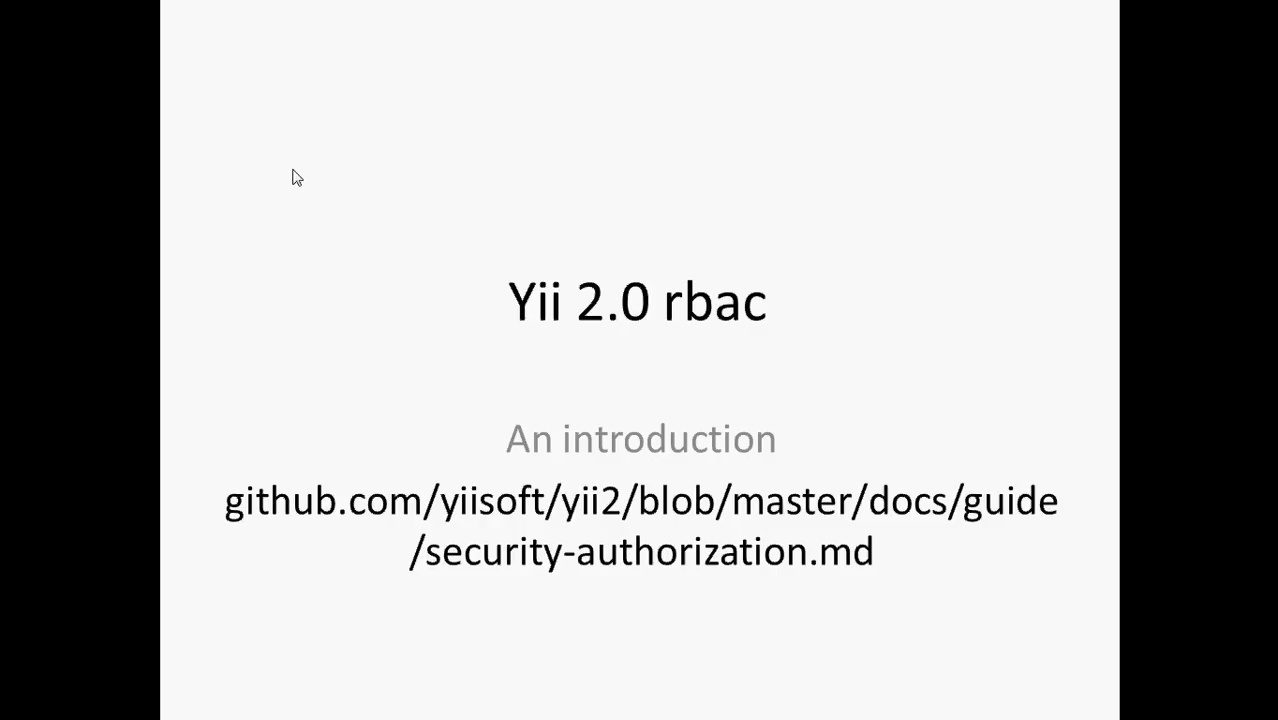 Yii 2.0 rbac
An introduction
github.com/yiisoft/yii2/blob/master/docs/guide
/security-authorization.md